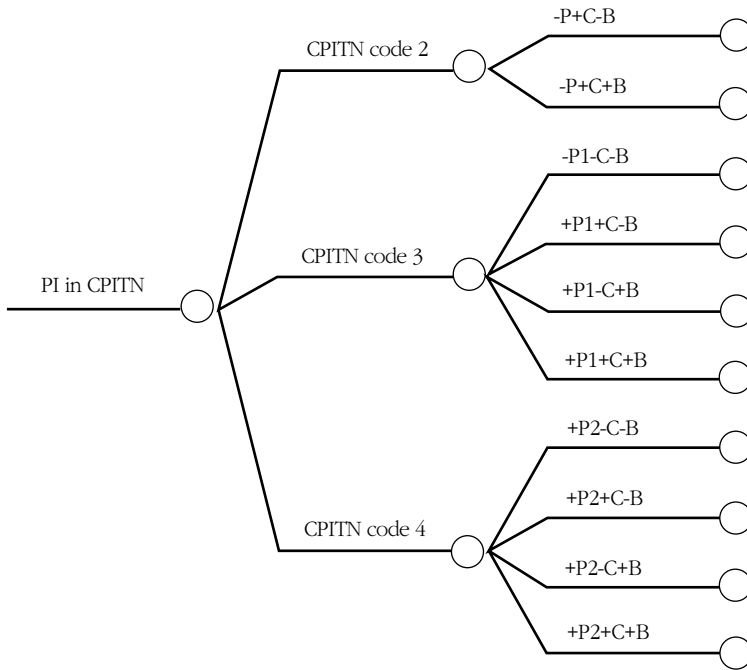 -P+C-B
CPITN code 2
-P+C+B
-P1-C-B
+P1+C-B
CPITN code 3
PI in CPITN
+P1-C+B
+P1+C+B
+P2-C-B
+P2+C-B
CPITN code 4
+P2-C+B
+P2+C+B